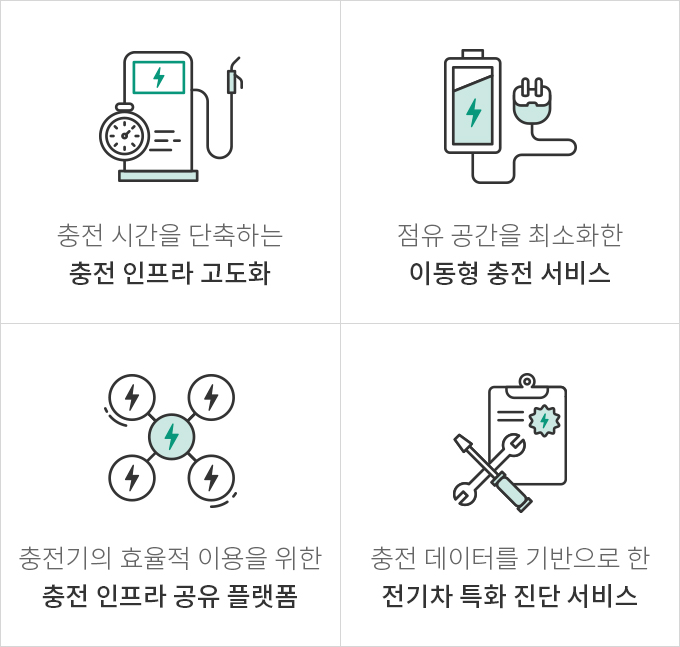 충전 시간을 단축하는
충전 인프라 고도화
점유 공간을 최소화한
이동형 충전 서비스
충전기의 효율적 이용을 위한
충전 인프라 공유 플랫폼
충전 데이터를 기반으로 한
전기차 특화 진단 서비스